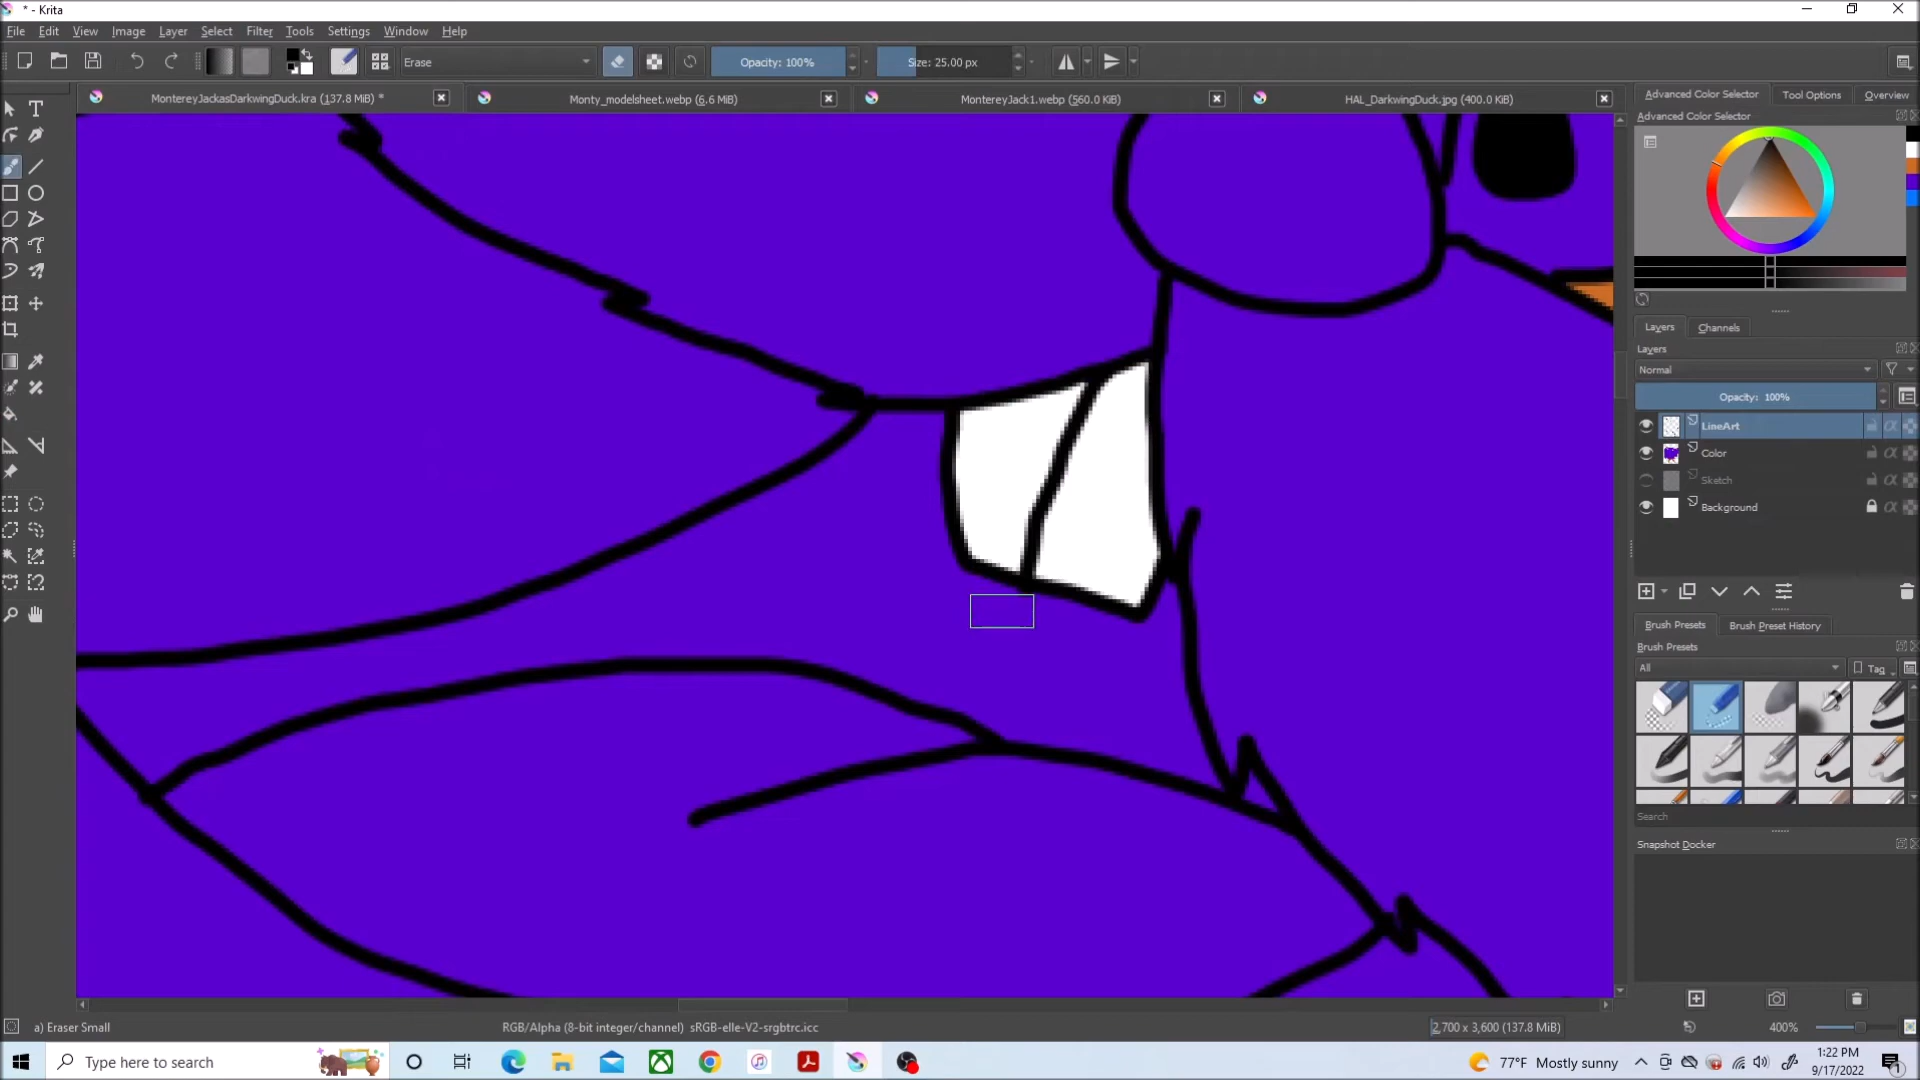 * - Krita
File Edit View Image Layer Select Filter Tools Settings Window Help
Erase
Opacity: 100%
Size: 25.00 px
MontereyJackasDarkwingDuck.kra (137.8 MiB) *
Monty_modelsheet.webp (6.6 MiB)
MontereyJack1.webp (560.0 KiB)
HAL_DarkwingDuck.jpg (400.0 KiB)
Advanced Color Selector
Tool Options
Overview
Advanced Color Selector
Layers
Channels
Layers
Normal
Opacity: 100%
LineArt
Color
Sketch
Background
Brush Presets
Brush Preset History
Brush Presets
All
Tag
Search
Snapshot Docker
a) Eraser Small
RGB/Alpha (8-bit integer/channel) sRGB-elle-V2-srgbtrc.icc
2,700 x 3,600 (137.8 MiB)
400%
Type here to search
77°F Mostly sunny
1:22 PM
9/17/2022
1